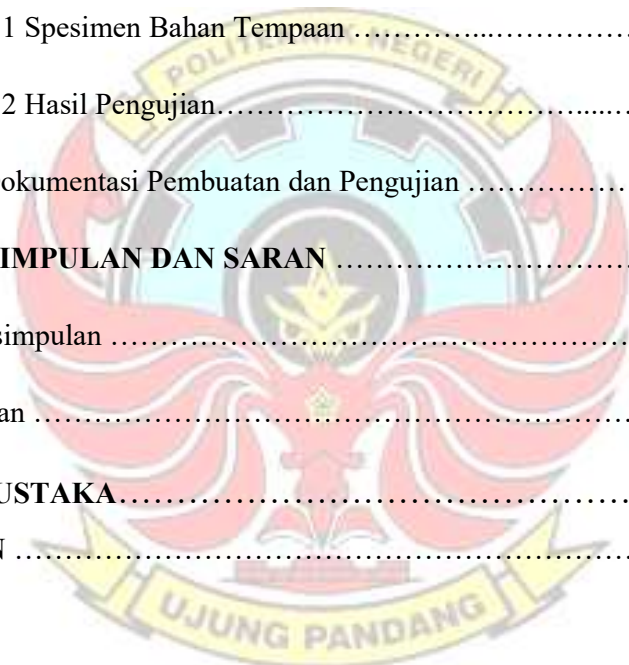 1 Spesimen Bahan Tempaan …………...……………
POLITEKNIK NEGERI
2 Hasil Pengujian………………………………....…
okumentasi Pembuatan dan Pengujian ……………
IMPULAN DAN SARAN ………………………
simpulan ……………………………………………
an ……………………………………………………
USTAKA……………………………………………
N ……………………………………………………
UJUNG PANDANG